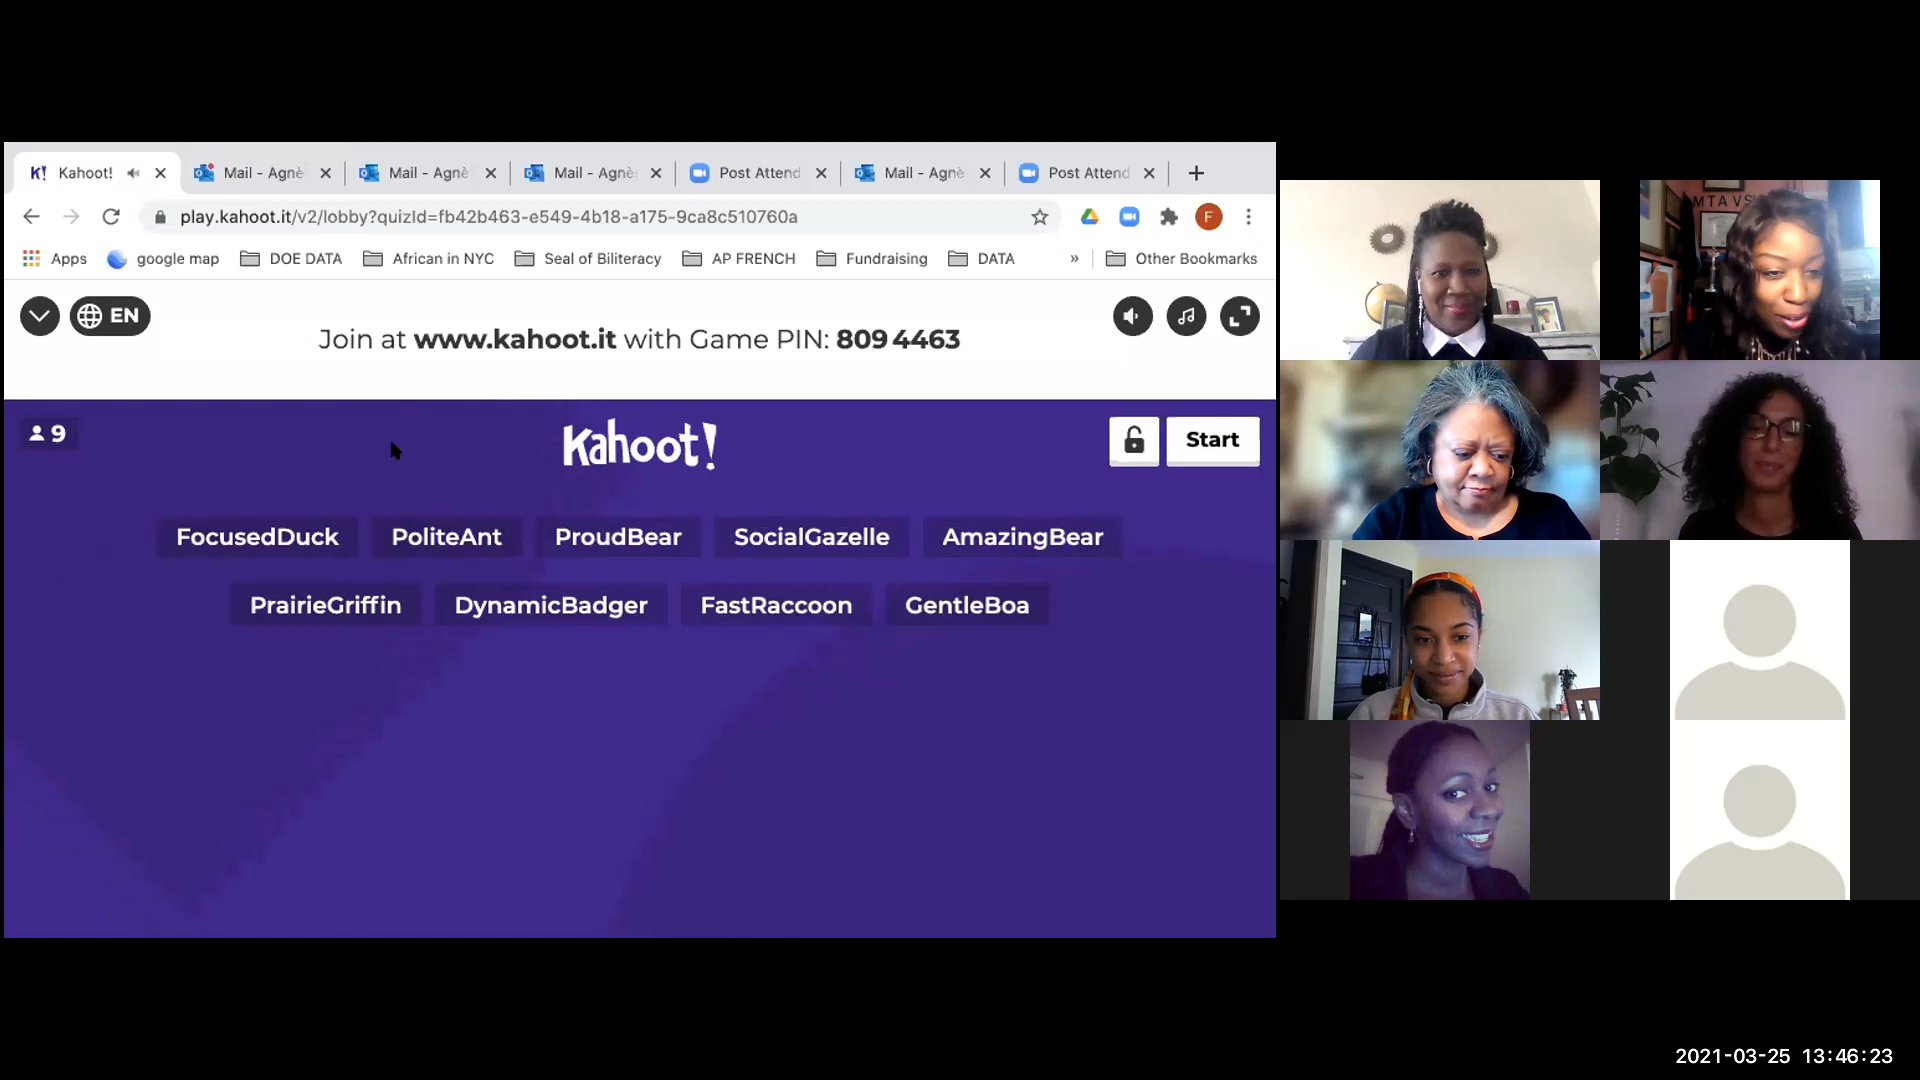 K! Kahoot! Mail - Agnè Mail - Agnè Mail - Agnè Post Attend Mail - Agnè Post Attend
play.kahoot.it/v2/lobby?quizId=fb42b463-e549-4b18-a175-9ca8c510760a F
Apps google map DOE DATA African in NYC Seal of Biliteracy AP FRENCH Fundraising DATA » Other Bookmarks
EN
Join at www.kahoot.it with Game PIN: 809 4463
9 Kahoot! Start
FocusedDuck PoliteAnt ProudBear SocialGazelle AmazingBear
PrairieGriffin DynamicBadger FastRaccoon GentleBoa
2021-03-25 13:46:23